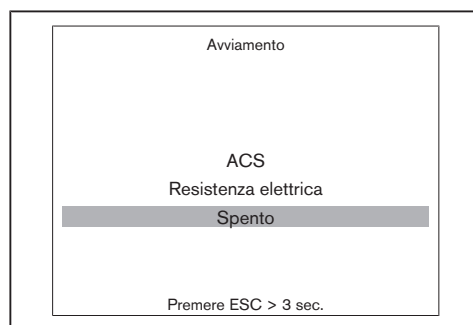 Avviamento
ACS
Resistenza elettrica
Spento
Premere ESC > 3 sec.